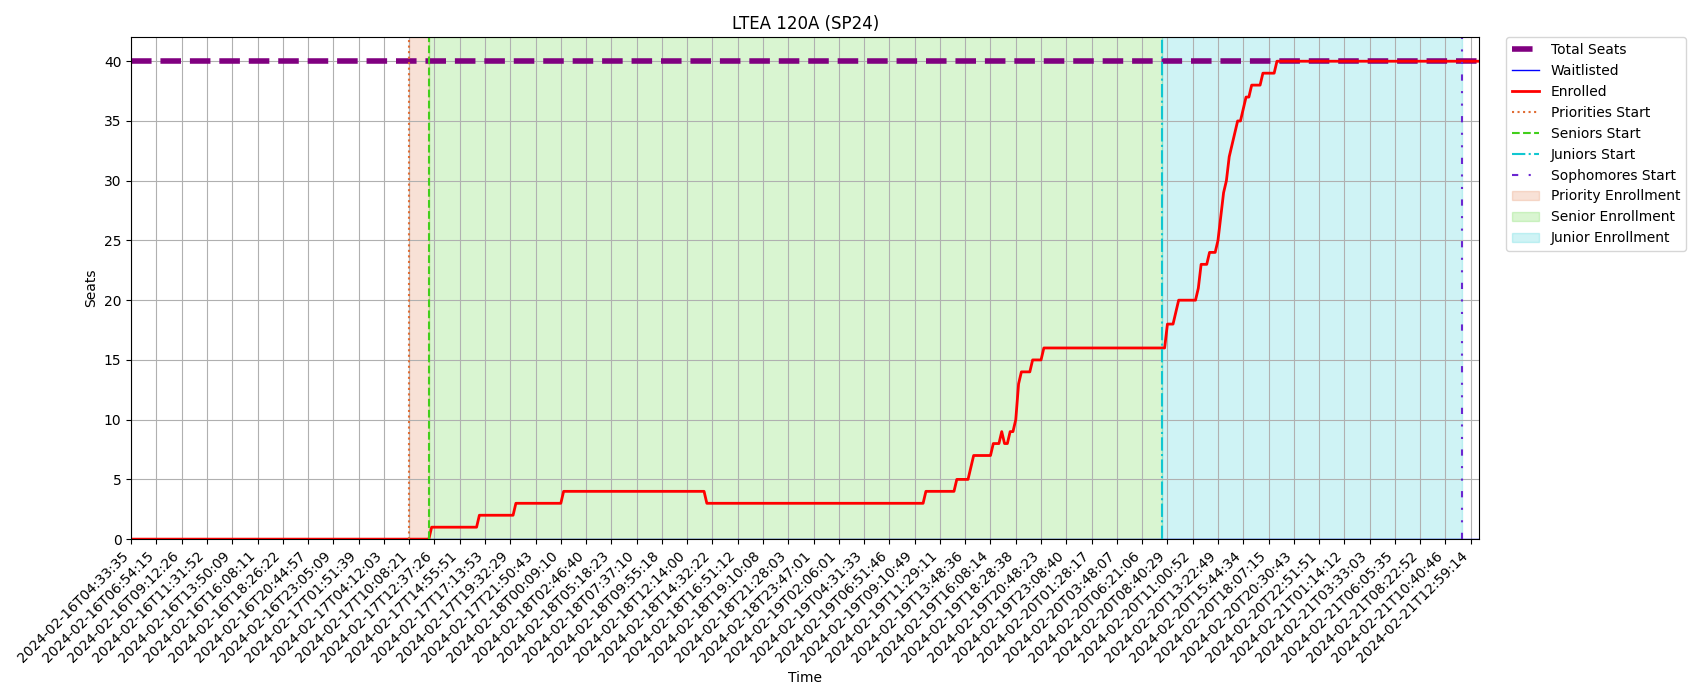 LTEA 120A (SP24)
Total Seats
Waitlisted
Enrolled
Priorities Start
Seniors Start
Juniors Start
Sophomores Start
Priority Enrollment
Senior Enrollment
Junior Enrollment
Seats
40
35
30
25
20
15
10
5
0
2024-02-16T04:33:35
2024-02-16T06:54:15
2024-02-16T09:12:26
2024-02-16T11:31:52
2024-02-16T13:50:09
2024-02-16T16:08:11
2024-02-16T18:26:22
2024-02-16T20:44:57
2024-02-16T23:05:09
2024-02-17T01:51:39
2024-02-17T04:12:03
2024-02-17T10:08:21
2024-02-17T12:37:26
2024-02-17T14:55:51
2024-02-17T17:13:53
2024-02-17T19:32:29
2024-02-17T21:50:43
2024-02-18T00:09:10
2024-02-18T02:46:40
2024-02-18T05:18:23
2024-02-18T07:37:10
2024-02-18T09:55:18
2024-02-18T12:14:00
2024-02-18T14:32:22
2024-02-18T16:51:12
2024-02-18T19:10:08
2024-02-18T21:28:03
2024-02-18T23:47:01
2024-02-19T02:06:01
2024-02-19T04:31:33
2024-02-19T06:51:46
2024-02-19T09:10:49
2024-02-19T11:29:11
2024-02-19T13:48:36
2024-02-19T16:08:14
2024-02-19T18:28:38
2024-02-19T20:48:23
2024-02-19T23:08:40
2024-02-20T01:28:17
2024-02-20T03:48:07
2024-02-20T06:21:06
2024-02-20T08:40:29
2024-02-20T11:00:52
2024-02-20T13:22:49
2024-02-20T15:44:34
2024-02-20T18:07:15
2024-02-20T20:30:43
2024-02-20T22:51:51
2024-02-21T01:14:12
2024-02-21T03:33:03
2024-02-21T06:05:35
2024-02-21T08:22:52
2024-02-21T10:40:46
2024-02-21T12:59:14
Time